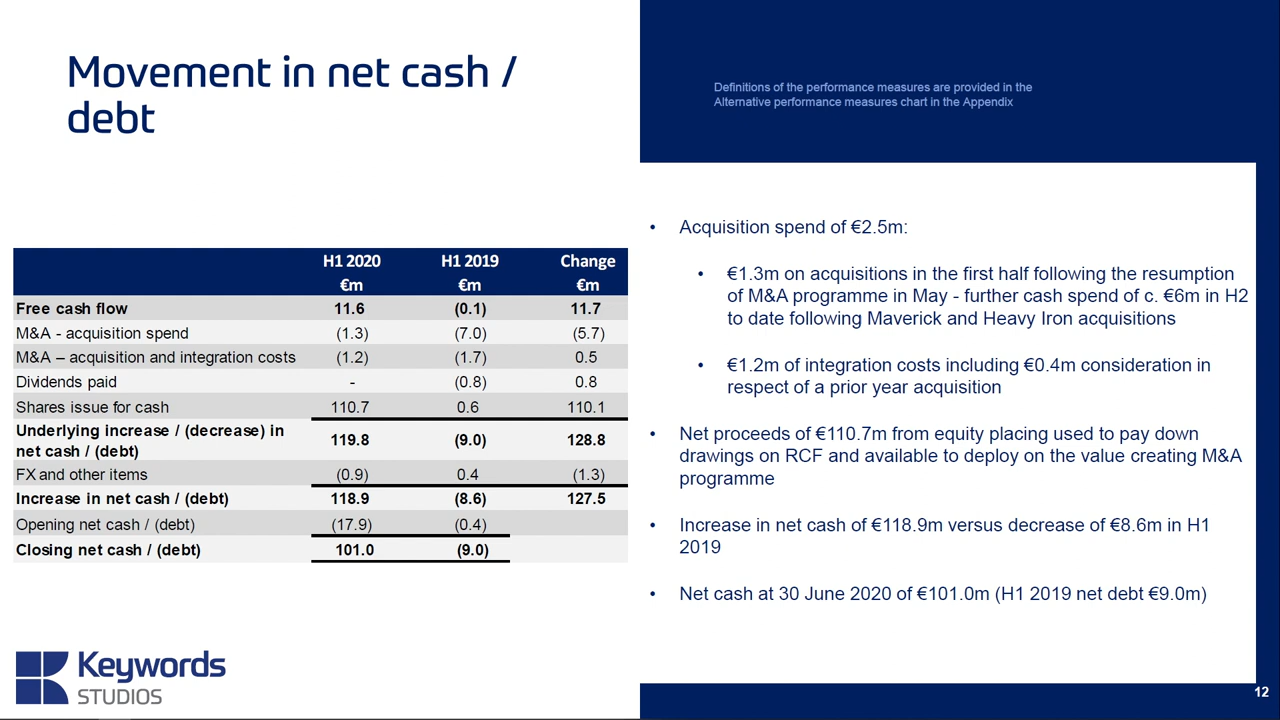 Movement in net cash /
debt
Definitions of the performance measures are provided in the
Alternative performance measures chart in the Appendix
H1 2020 H1 2019 Change
€m €m €m
Free cash flow 11.6 (0.1) 11.7
M&A - acquisition spend (1.3) (7.0) (5.7)
M&A – acquisition and integration costs (1.2) (1.7) 0.5
Dividends paid - (0.8) 0.8
Shares issue for cash 110.7 0.6 110.1
Underlying increase / (decrease) in
net cash / (debt) 119.8 (9.0) 128.8
FX and other items (0.9) 0.4 (1.3)
Increase in net cash / (debt) 118.9 (8.6) 127.5
Opening net cash / (debt) (17.9) (0.4)
Closing net cash / (debt) 101.0 (9.0)
• Acquisition spend of €2.5m:
• €1.3m on acquisitions in the first half following the resumption
of M&A programme in May - further cash spend of c. €6m in H2
to date following Maverick and Heavy Iron acquisitions
• €1.2m of integration costs including €0.4m consideration in
respect of a prior year acquisition
• Net proceeds of €110.7m from equity placing used to pay down
drawings on RCF and available to deploy on the value creating M&A
programme
• Increase in net cash of €118.9m versus decrease of €8.6m in H1
2019
• Net cash at 30 June 2020 of €101.0m (H1 2019 net debt €9.0m)
Keywords
STUDIOS
12